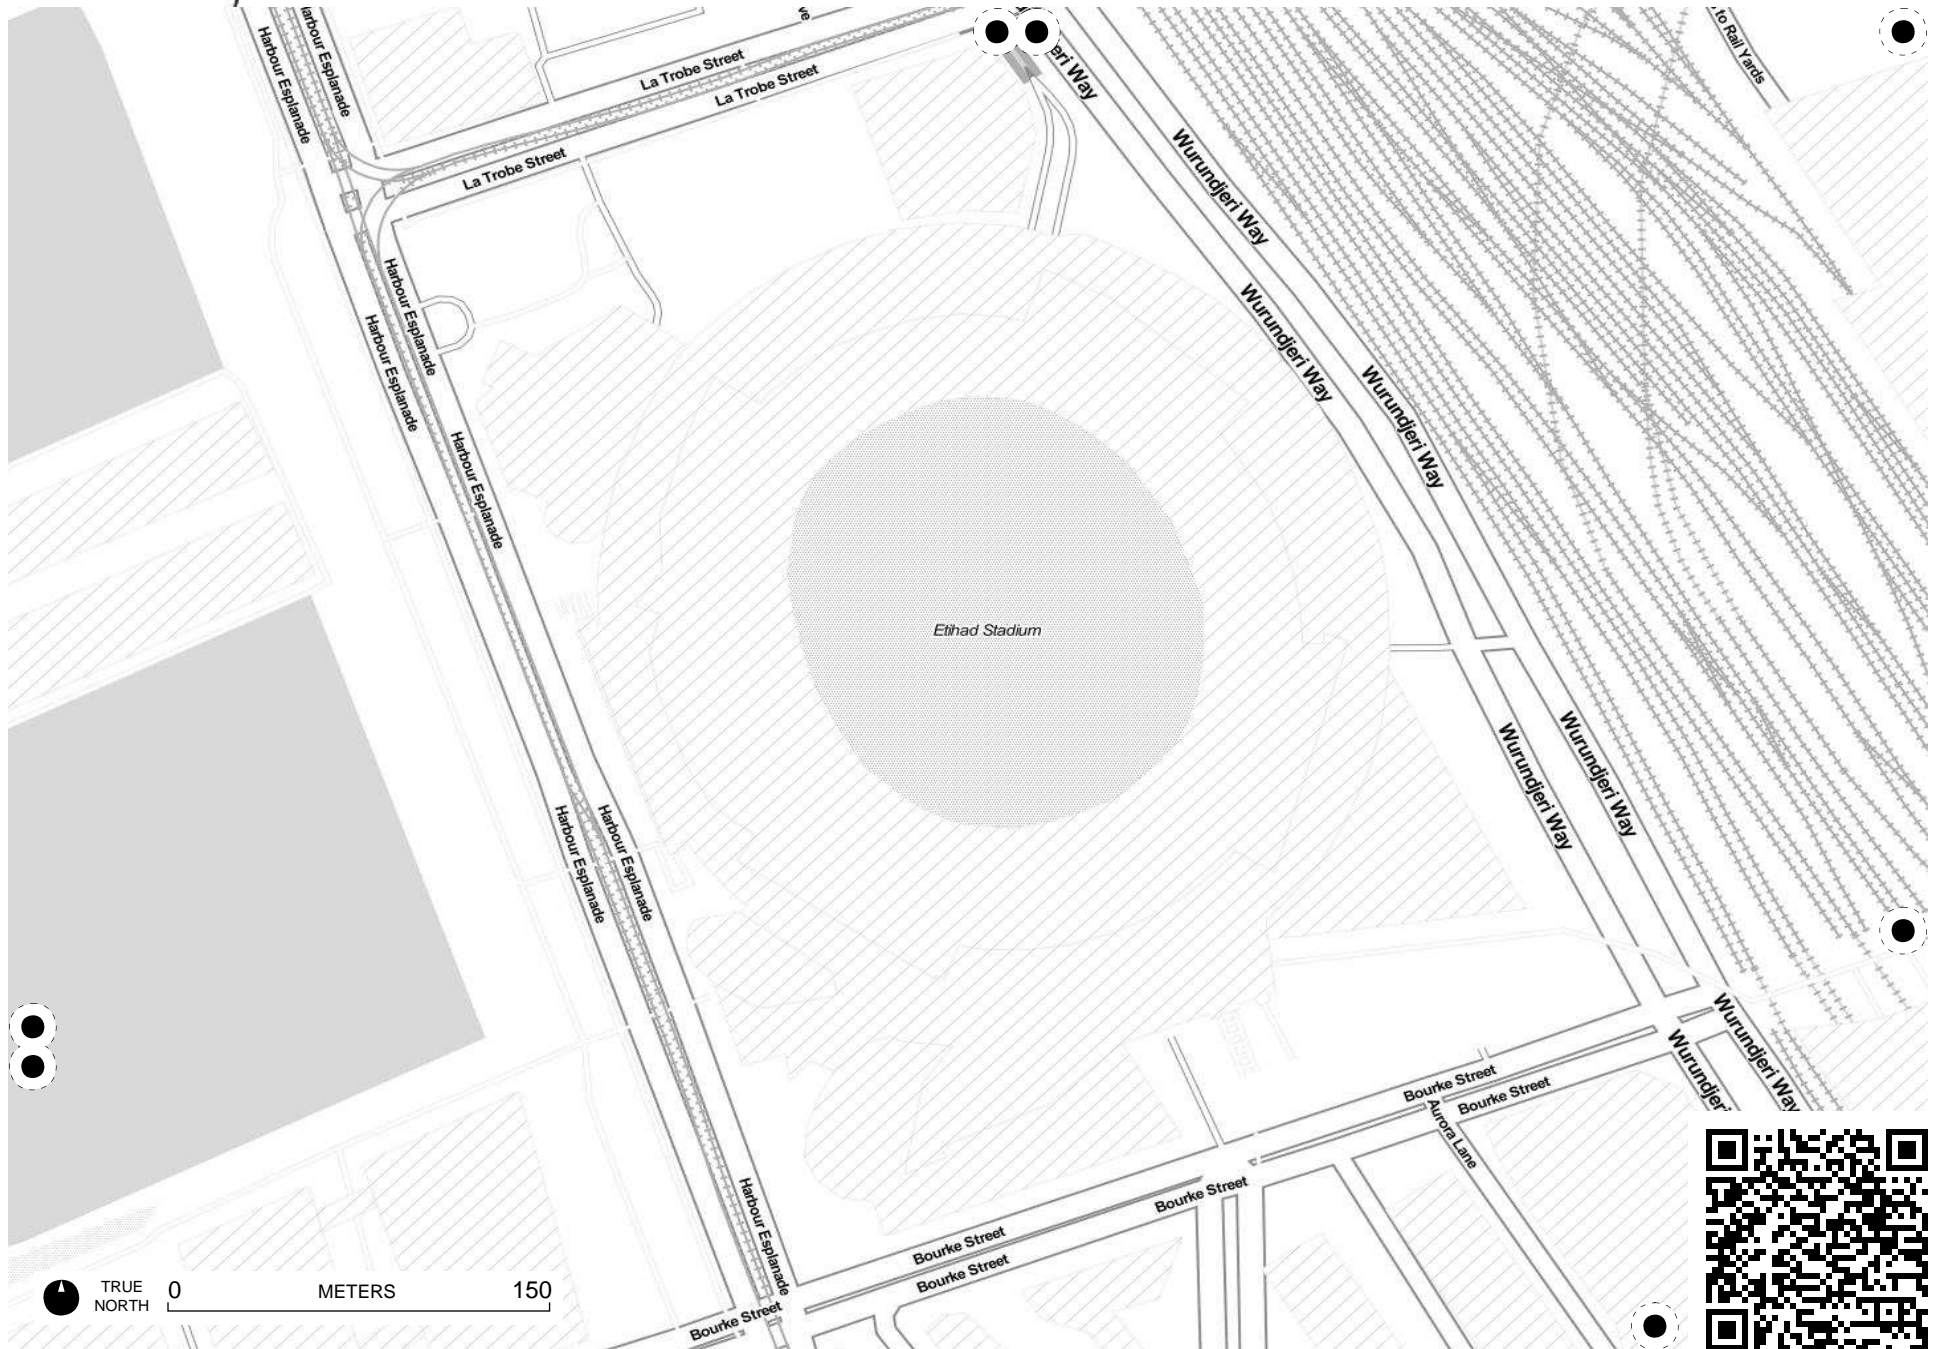 Harbour Esplanade
Harbour Esplanade
La Trobe Street
La Trobe Street
La Trobe Street
eri Way
to Rail Yards
Wurundjeri Way
Wurundjeri Way
Harbour Esplanade
Harbour Esplanade
Wurundjeri Way
Harbour Esplanade
Etihad Stadium
Wurundjeri Way
Wurundjeri Way
Harbour Esplanade
Harbour Esplanade
Wurundjeri Way
Wurundjeri
Bourke Street
Bourke Street
Aurora Lane
Harbour Esplanade
Bourke Street
Bourke Street
Bourke Street
Bourke Street
TRUE
NORTH
0 METERS 150